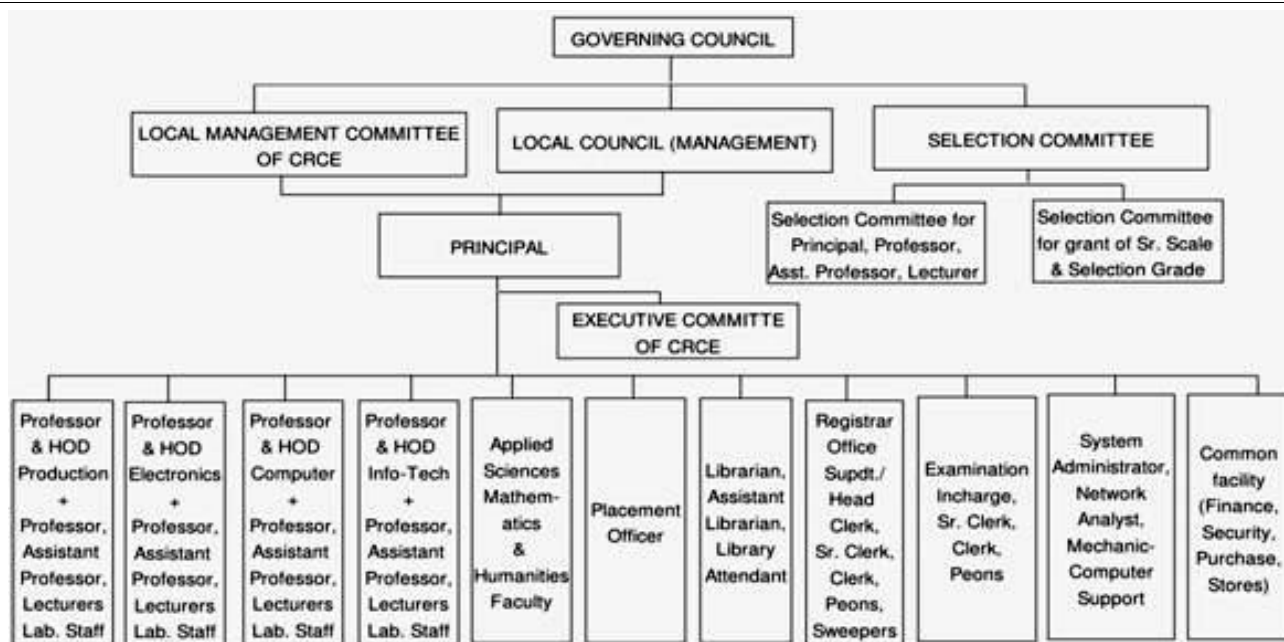 GOVERNING COUNCIL
LOCAL MANAGEMENT COMMITTEE
OF CRCE
LOCAL COUNCIL (MANAGEMENT)
SELECTION COMMITTEE
Selection Committee for
Principal, Professor,
Asst. Professor, Lecturer
Selection Committee
for grant of Sr. Scale
& Selection Grade
PRINCIPAL
EXECUTIVE COMMITTE
OF CRCE
Professor
& HOD
Production
+
Professor,
Assistant
Professor,
Lecturers
Lab. Staff
Professor
& HOD
Electronics
+
Professor,
Assistant
Professor,
Lecturers
Lab. Staff
Professor
& HOD
Computer
+
Professor,
Assistant
Professor,
Lecturers
Lab. Staff
Professor
& HOD
Info-Tech
+
Professor,
Assistant
Professor,
Lecturers
Lab. Staff
Applied
Sciences
Mathem-
atics
&
Humanities
Faculty
Placement
Officer
Librarian,
Assistant
Librarian,
Library
Attendant
Registrar
Office
Supdt./
Head
Clerk,
Sr. Clerk,
Clerk,
Peons,
Sweepers
Examination
Incharge,
Sr. Clerk,
Clerk,
Peons
System
Administrator,
Network
Analyst,
Mechanic-
Computer
Support
Common
facility
(Finance,
Security,
Purchase,
Stores)